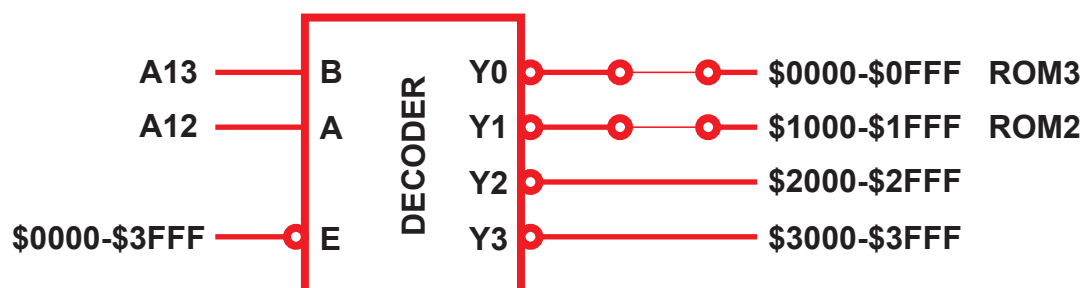 A13 B Y0 $0000-$0FFF ROM3
A12 A Y1 $1000-$1FFF ROM2
DECODER
Y2 $2000-$2FFF
$0000-$3FFF E Y3 $3000-$3FFF